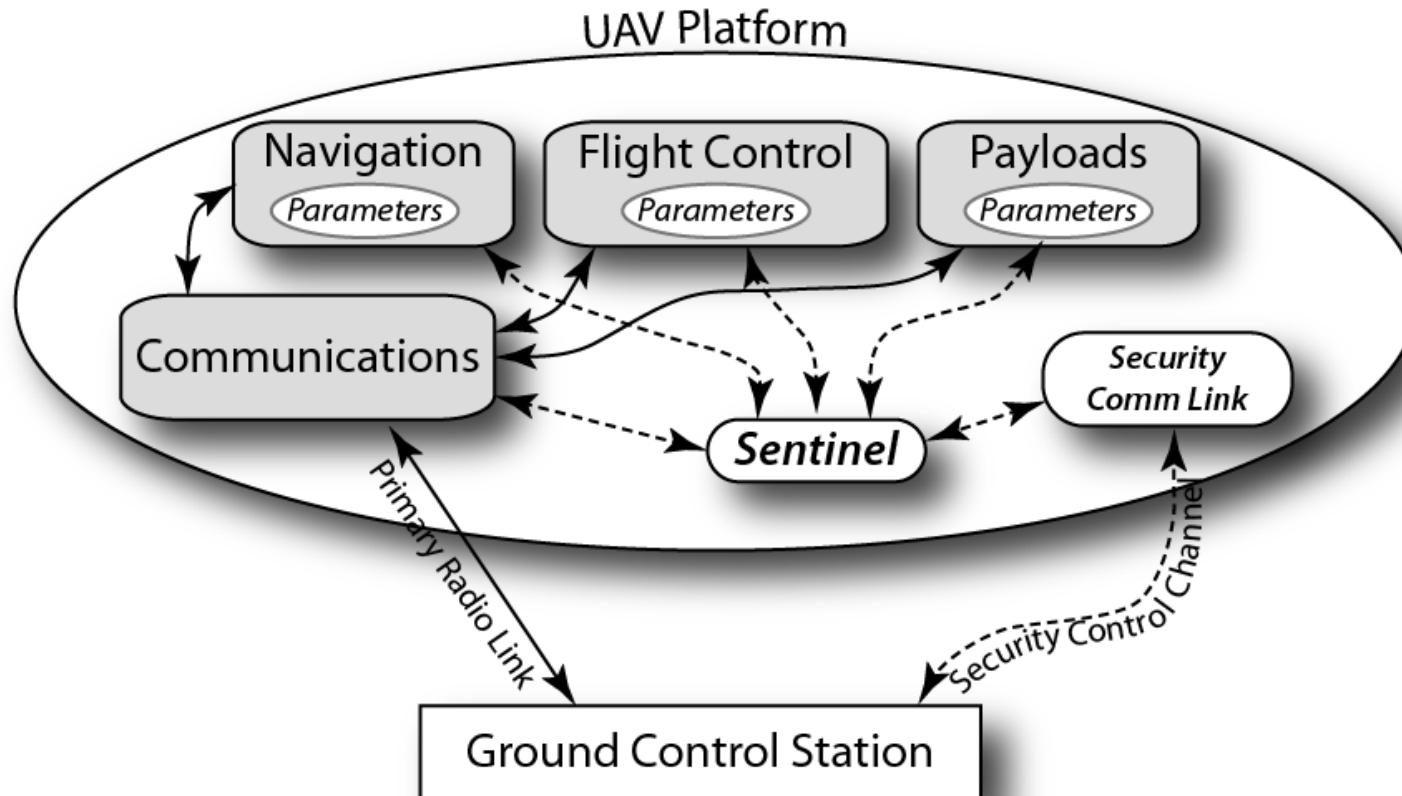 UAV Platform
Navigation
Parameters
Flight Control
Parameters
Payloads
Parameters
Communications
Security
Comm Link
Sentinel
Primary Radio Link
Security Control Channel
Ground Control Station